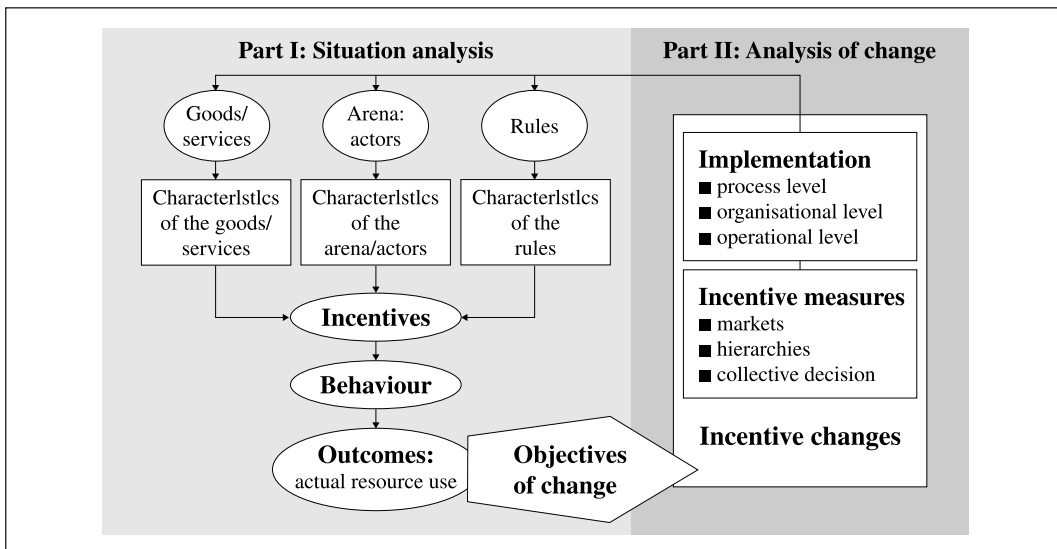 Part I: Situation analysis
Part II: Analysis of change
Goods/
services
Arena:
actors
Rules
Characterlstlcs
of the goods/
services
Characterlstlcs
of the
arena/actors
Characterlstlcs
of the
rules
Incentives
Behaviour
Outcomes:
actual resource use
Objectives
of change
Implementation
■ process level
■ organisational level
■ operational level
Incentive measures
■ markets
■ hierarchies
■ collective decision
Incentive changes